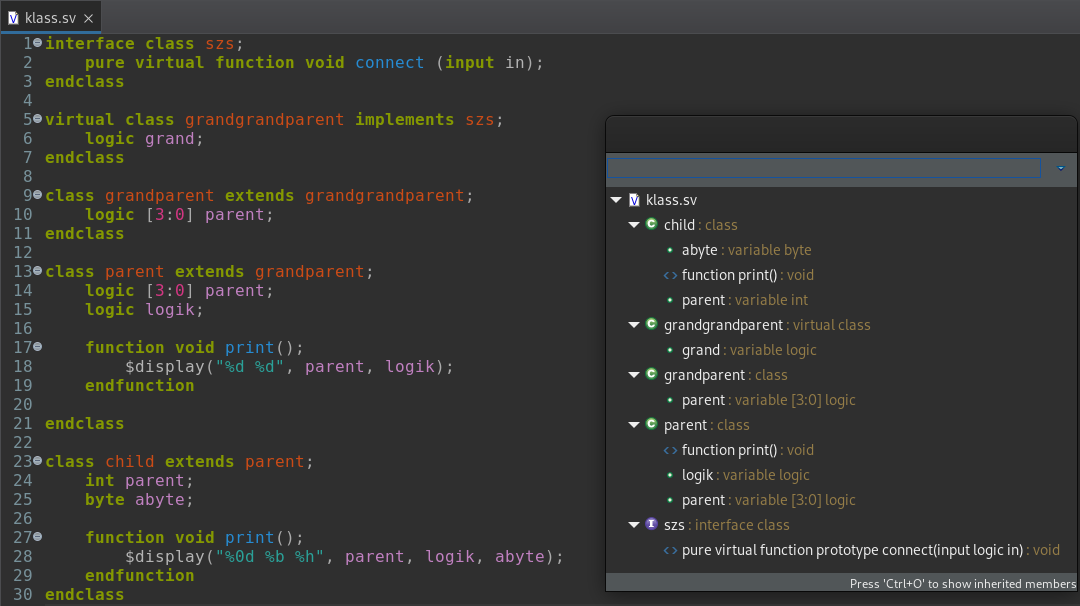 klass.sv
1 interface class szs;
2     pure virtual function void connect (input in);
3 endclass
4
5 virtual class grandgrandparent implements szs;
6     logic grand;
7 endclass
8
9 class grandparent extends grandgrandparent;
10     logic [3:0] parent;
11 endclass
12
13 class parent extends grandparent;
14     logic [3:0] parent;
15     logic logik;
16
17     function void print();
18         $display("%d %d", parent, logik);
19     endfunction
20
21 endclass
22
23 class child extends parent;
24     int parent;
25     byte abyte;
26
27     function void print();
28         $display("%0d %b %h", parent, logik, abyte);
29     endfunction
30 endclass
klass.sv
child : class
abyte : variable byte
function print() : void
parent : variable int
grandgrandparent : virtual class
grand : variable logic
grandparent : class
parent : variable [3:0] logic
parent : class
function print() : void
logik : variable logic
parent : variable [3:0] logic
szs : interface class
pure virtual function prototype connect(input logic in) : void
Press 'Ctrl+O' to show inherited members